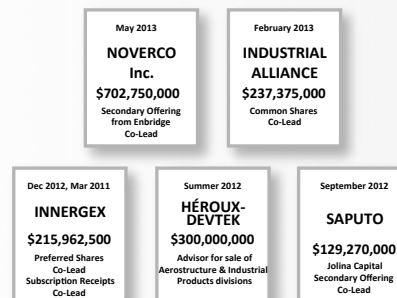 May 2013
NOVERCO
Inc.
$702,750,000
Secondary Offering
from Enbridge
Co-Lead
February 2013
INDUSTRIAL
ALLIANCE
$237,375,000
Common Shares
Co-Lead
Dec 2012, Mar 2011
INNERGEX
$215,962,500
Preferred Shares
Co-Lead
Subscription Receipts
Co-Lead
Summer 2012
HÉROUX-
DEVTEK
$300,000,000
Advisor for sale of
Aerostructure & Industrial
Products divisions
September 2012
SAPUTO
$129,270,000
Jolina Capital
Secondary Offering
Co-Lead